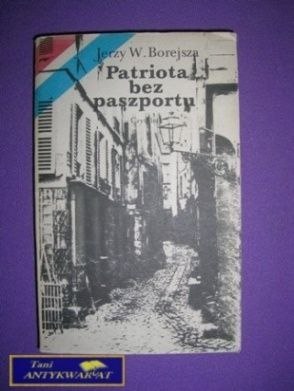 Jerzy W. Borejsza
Patriota
bez
paszportu
Tani
ANTYKWARIAT